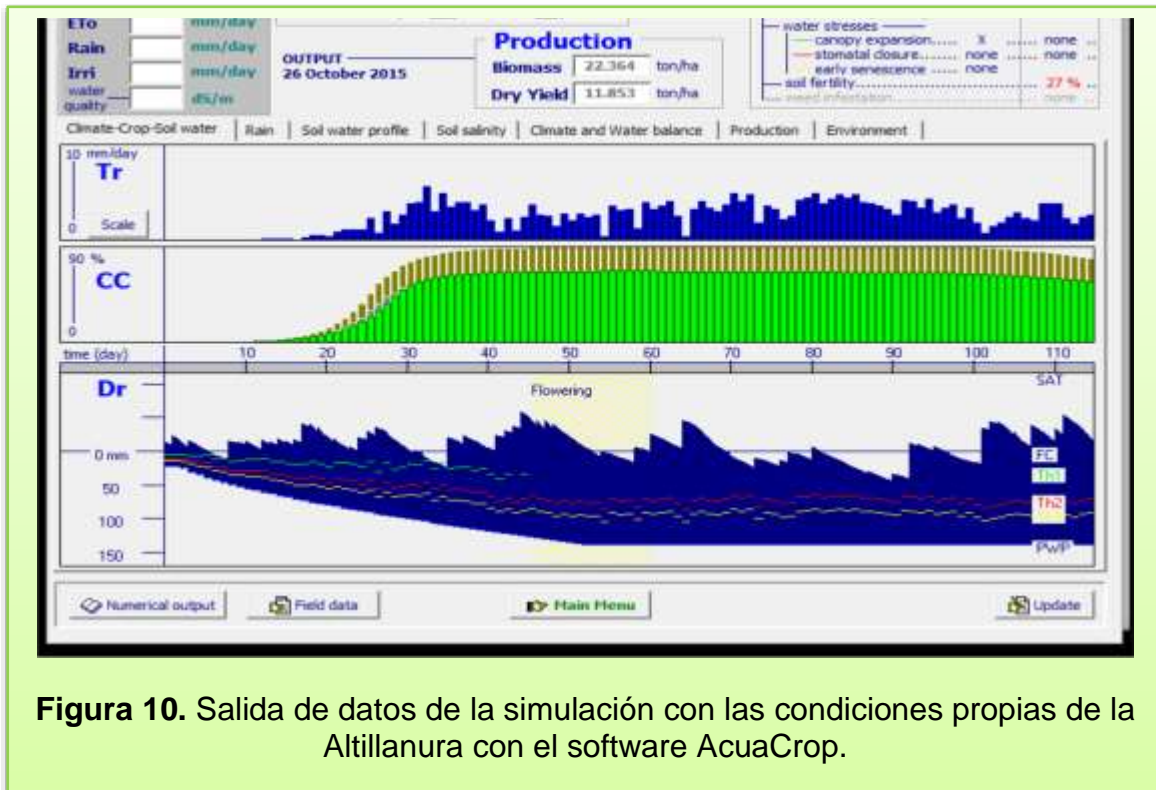 ETo mm/day
Rain mm/day
Irri mm/day
water quality dS/m
OUTPUT
26 October 2015
Production
Biomass 22.364 ton/ha
Dry Yield 11.853 ton/ha
water stresses
canopy expansion..... X ...... none ..
stomatal closure...... none ...... none ..
early senescence ...... none
soil fertility 27 % ..
weed infestation none ..
Climate-Crop-Soil water
Rain
Soil water profile
Soil salinity
Climate and Water balance
Production
Environment
10 mm/day
Tr
0
Scale
90 %
CC
0
time (day) 10 20 30 40 50 60 70 80 90 100 110
Dr
Flowering
SAT
0 mm
FC
Th1
50
Th2
100
150
PWP
Numerical output
Field data
Main Menu
Update
Figura 10. Salida de datos de la simulación con las condiciones propias de la
Altillanura con el software AcuaCrop.